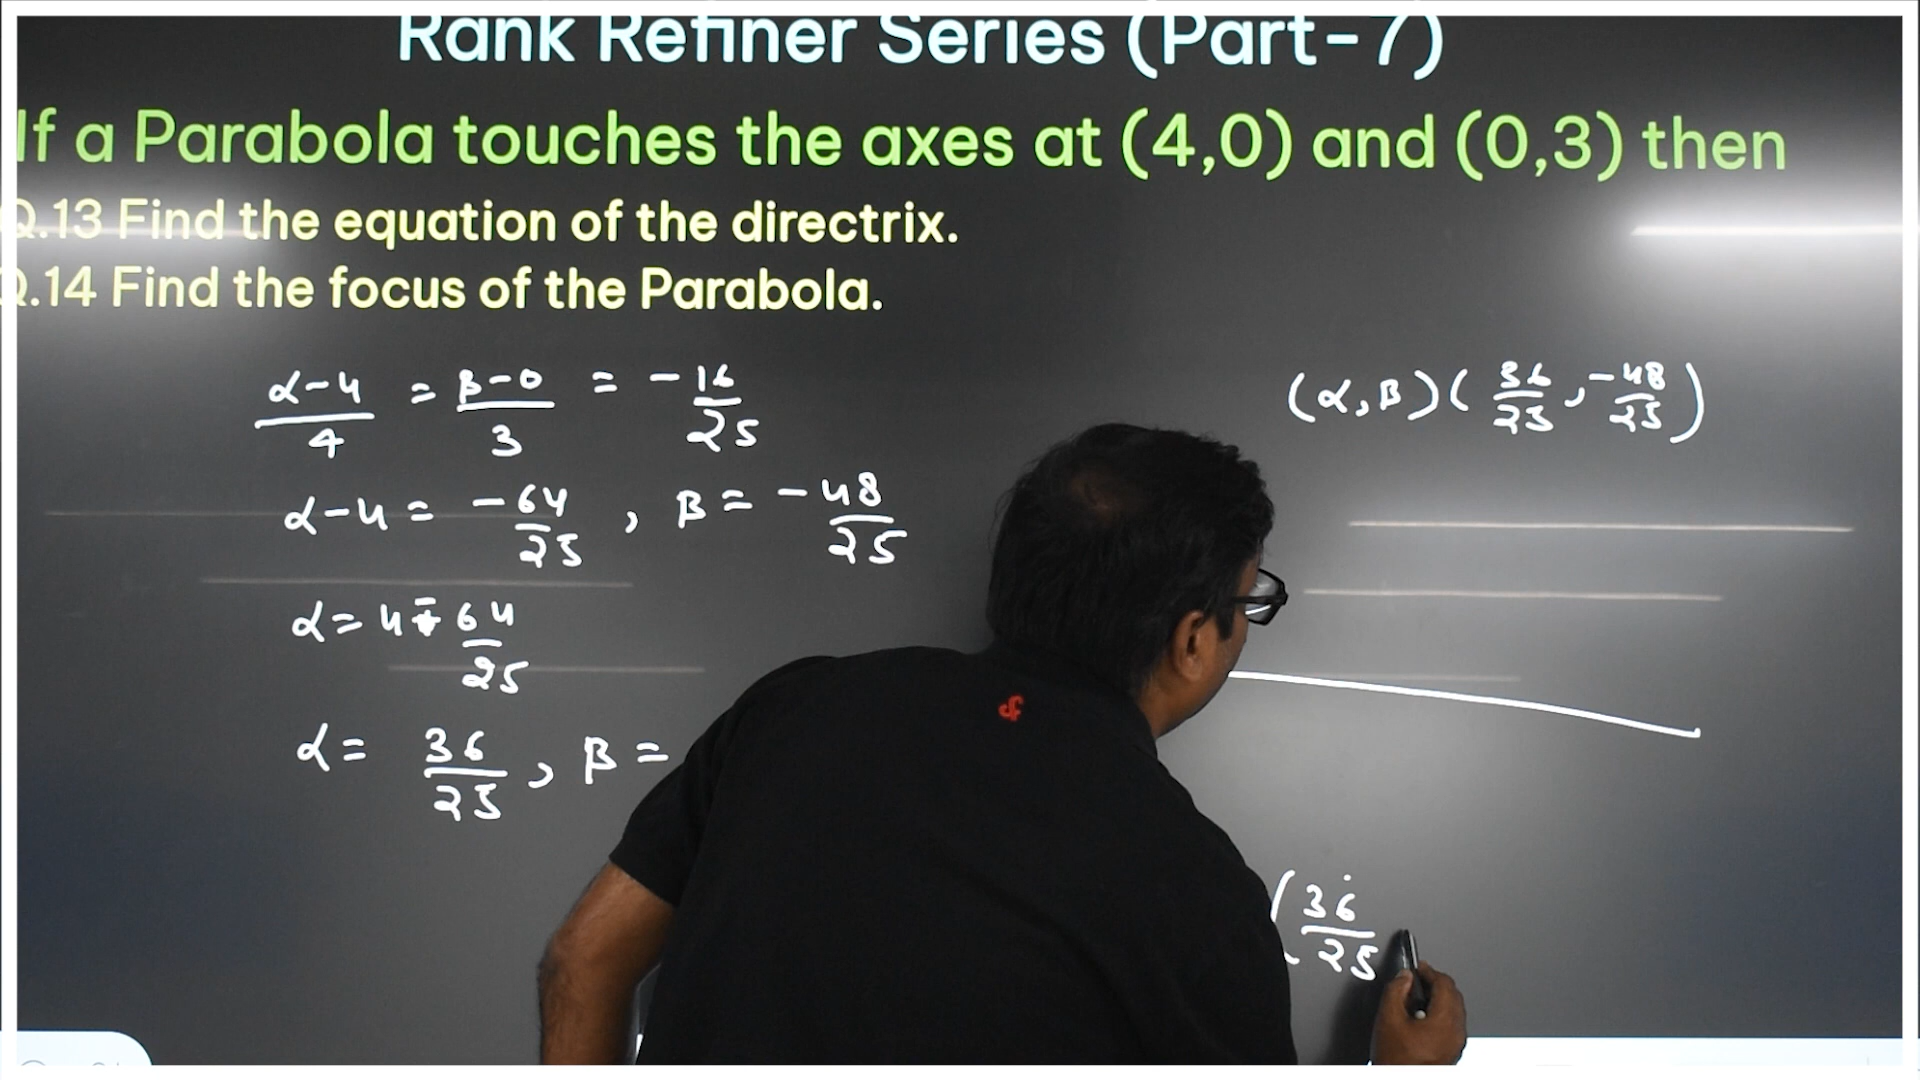 Rank Refiner Series (Part-7)
If a Parabola touches the axes at (4,0) and (0,3) then
Q.13 Find the equation of the directrix.
Q.14 Find the focus of the Parabola.
(α-4)/4 = (β-0)/3 = -16/25
(α,β)(36/25, -48/25)
α-4 = -64/25, β = -48/25
α = 4-64/25
α = 36/25, β =
(36/25